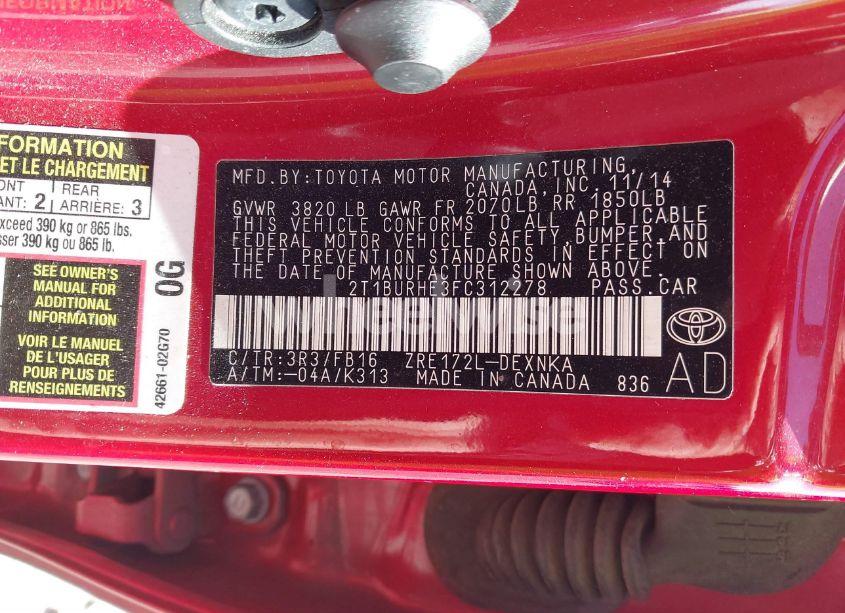 FORMATION
ET LE CHARGEMENT
REAR
ANT: 2 ARRIÈRE: 3
exceed 390 kg or 865 lbs.
sser 390 kg ou 865 lb.
SEE OWNER'S
MANUAL FOR
ADDITIONAL
INFORMATION
VOIR LE MANUEL
DE L'USAGER
POUR PLUS DE
RENSEIGNEMENTS
0G
42661-02G70
MFD.BY:TOYOTA MOTOR MANUFACTURING,
CANADA,INC. 11/14
GVWR 3820 LB GAWR FR 2070LB RR 1850LB
THIS VEHICLE CONFORMS TO ALL APPLICABLE
FEDERAL MOTOR VEHICLE SAFETY,BUMPER,AND
THEFT PREVENTION STANDARDS IN EFFECT ON
THE DATE OF MANUFACTURE SHOWN ABOVE.
2T1BURHE3FC312278 PASS.CAR
wheelwise
C/TR:3R3/FB16 ZRE172L-DEXNKA
A/TM:-04A/K313 MADE IN CANADA 836
AD